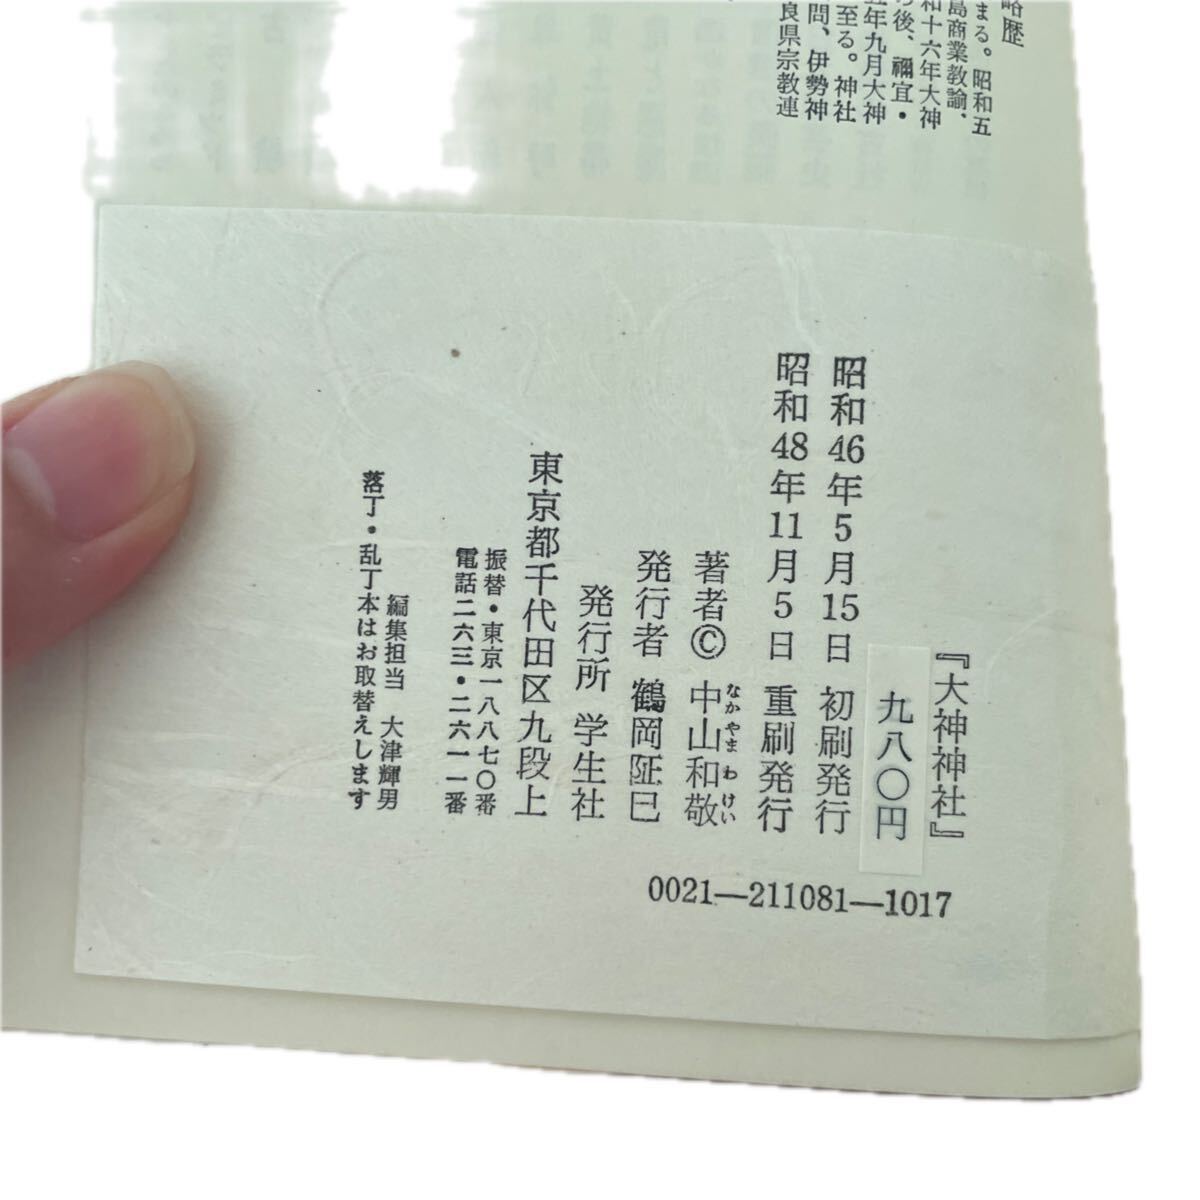 略歴
まる。昭和五
島商業教諭、
和十六年大神
の後、禰宜・
五年九月大神
至る。神社
問、伊勢神
良県宗教連
『大神神社』
九八〇円
昭和46年5月15日 初刷発行
昭和48年11月5日 重刷発行
著者© 中山和敬
なかやま わけい
発行者 鶴岡阷巳
発行所 学生社
東京都千代田区九段上
振替・東京一八八七〇番
電話二六三・二六一一番
編集担当 大津輝男
落丁・乱丁本はお取替えします
0021—211081—1017